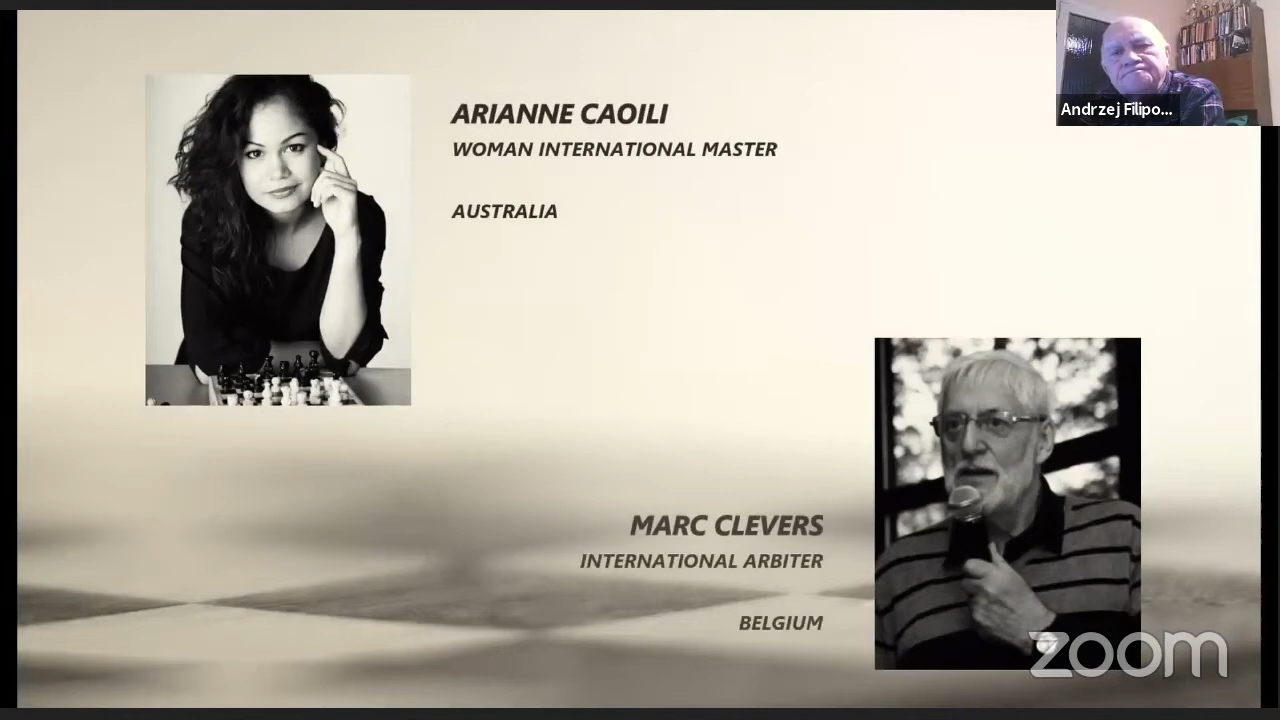 Andrzej Filipo...
ARIANNE CAOILI
WOMAN INTERNATIONAL MASTER
AUSTRALIA
MARC CLEVERS
INTERNATIONAL ARBITER
BELGIUM
zoom